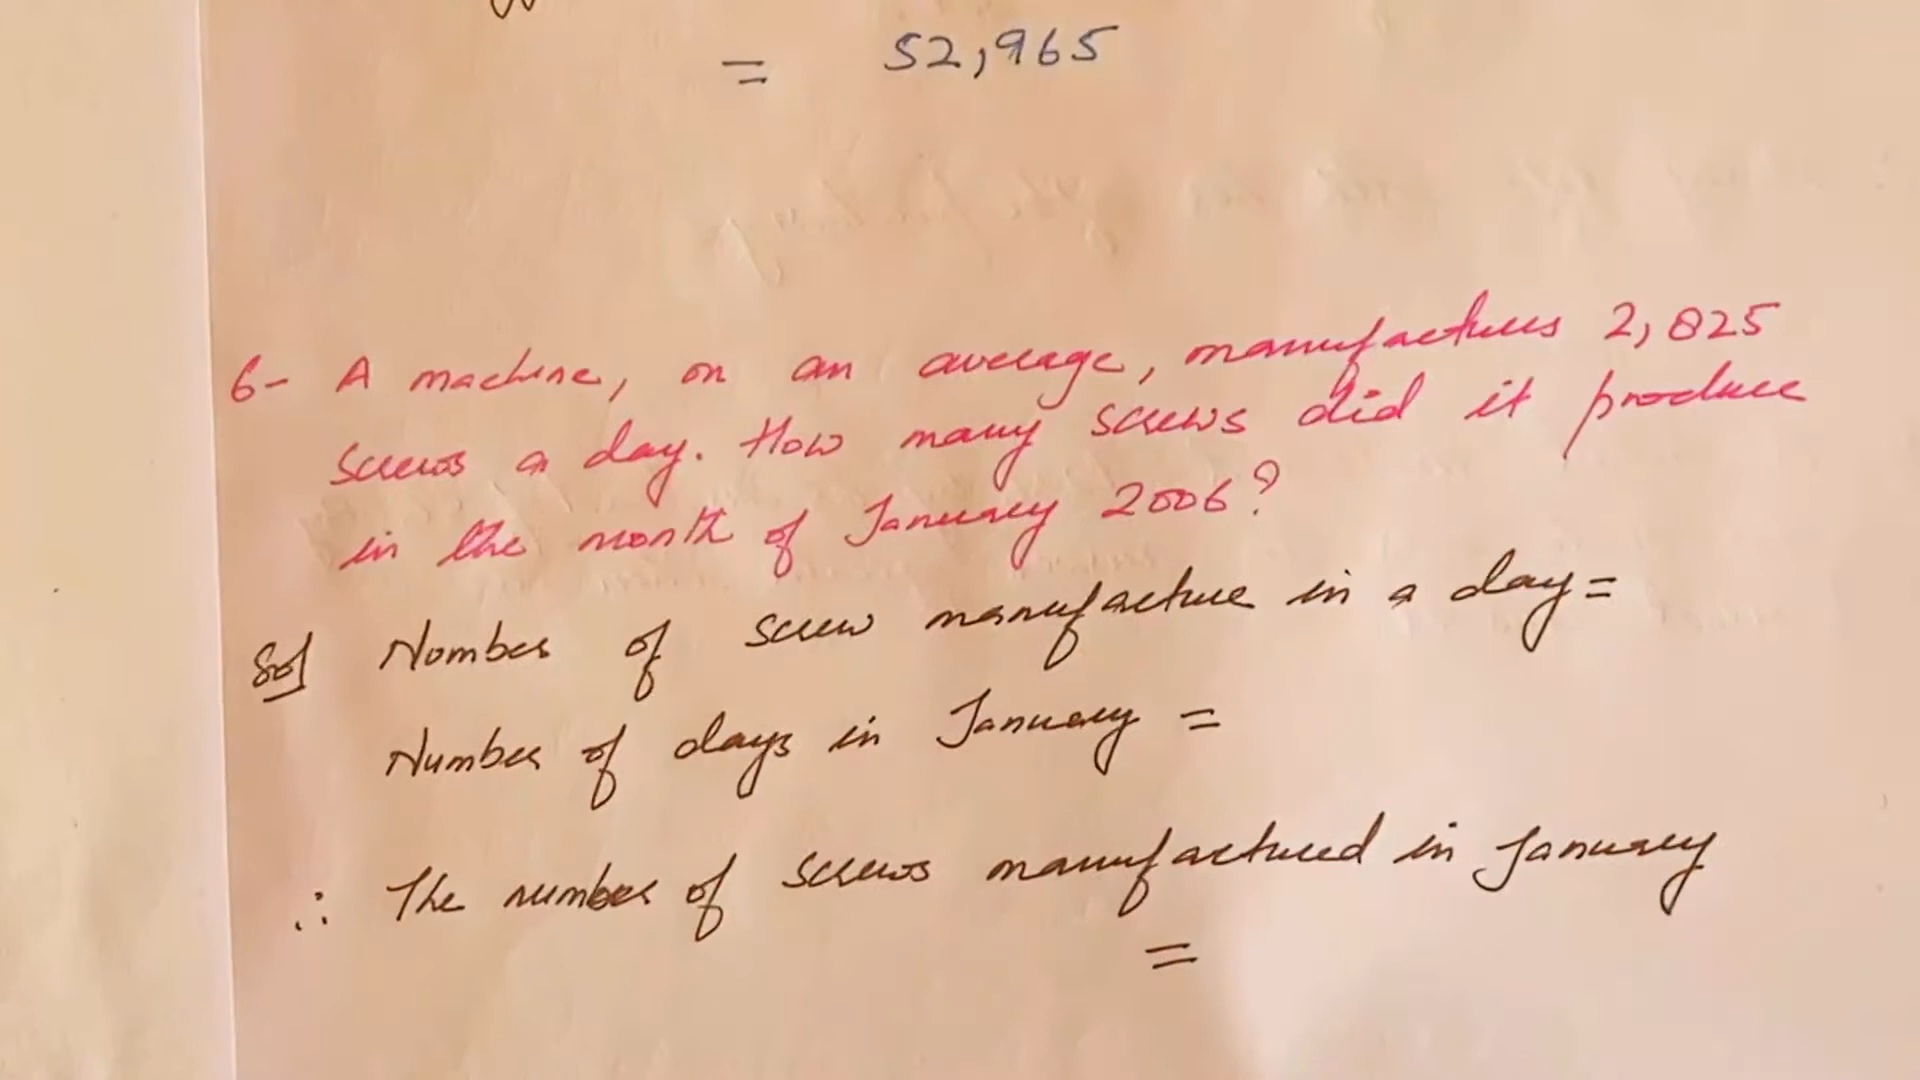 = 52,965
6- A machine, on an average, manufactures 2,825
screws a day. How many screws did it produce
in the month of January 2006?
Sol Nomber of screw manufacture in a day=
Number of days in January =
∴ The number of screws manufactured in January
=